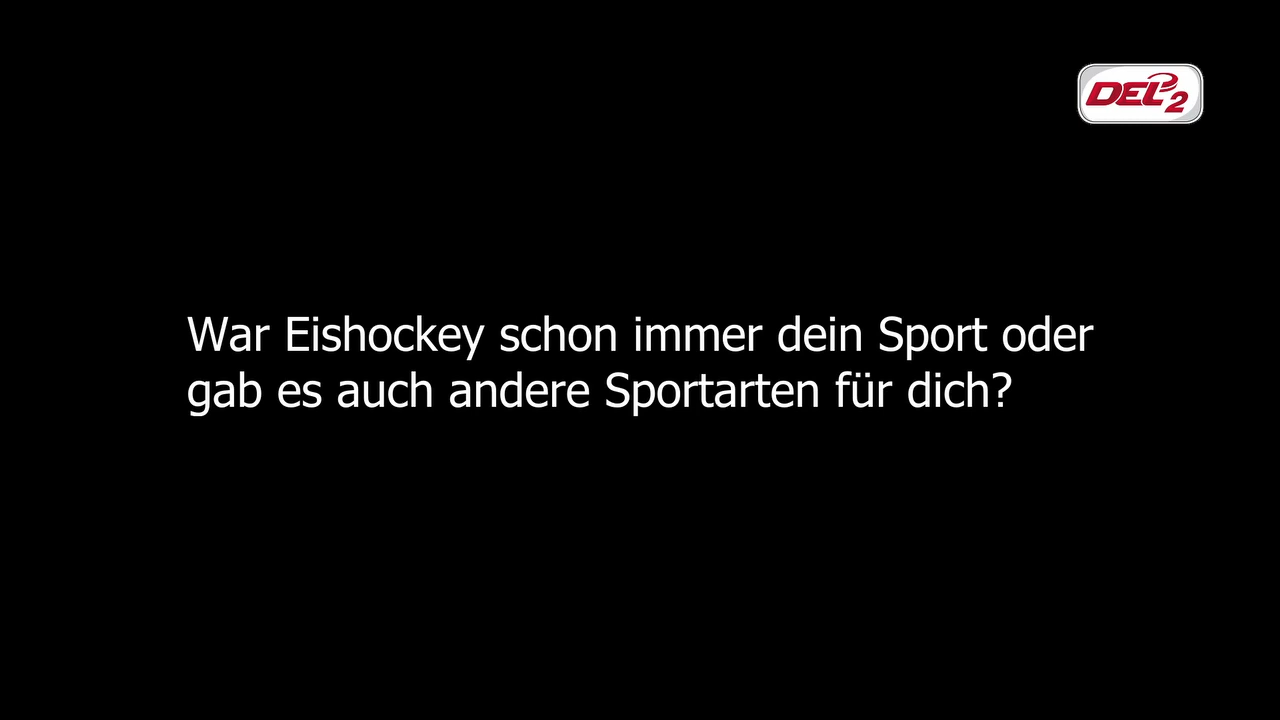 DEL2
War Eishockey schon immer dein Sport oder
gab es auch andere Sportarten für dich?